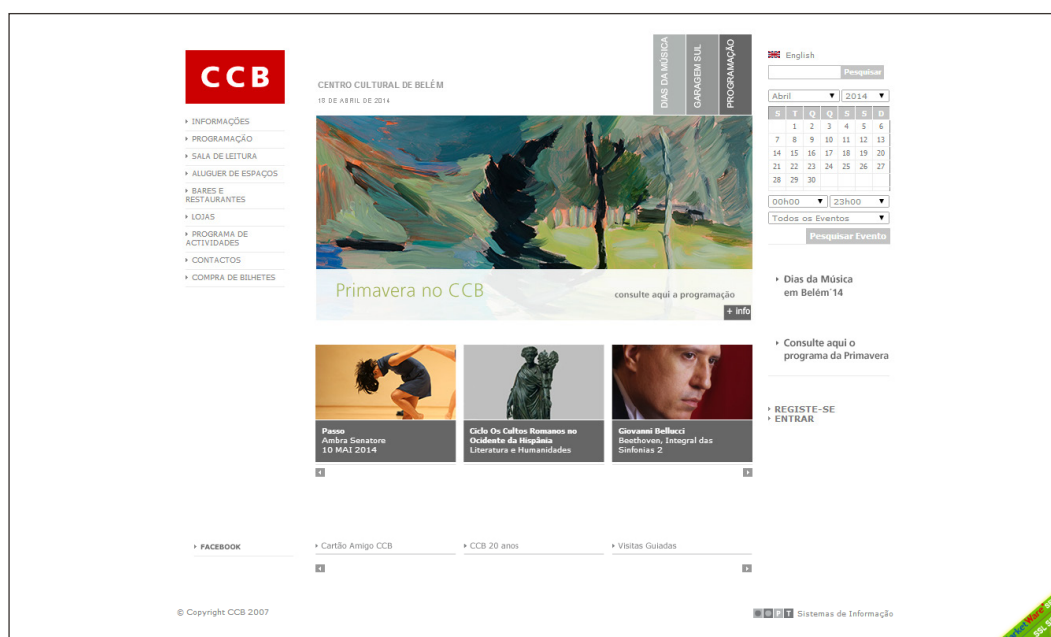 CCB
CENTRO CULTURAL DE BELÉM
18 DE ABRIL DE 2014
DIAS DA MÚSICA
GARAGEM SUL
PROGRAMAÇÃO
INFORMAÇÕES
PROGRAMAÇÃO
SALA DE LEITURA
ALUGUER DE ESPAÇOS
BARES E
RESTAURANTES
LOJAS
PROGRAMA DE
ACTIVIDADES
CONTACTOS
COMPRA DE BILHETES
Primavera no CCB
consulte aqui a programação
+ info
Passo
Ambra Senatore
10 MAI 2014
Ciclo Os Cultos Romanos no
Ocidente da Hispânia
Literatura e Humanidades
Giovanni Bellucci
Beethoven, Integral das
Sinfonias 2
English
Pesquisar
Abril 2014
S T Q Q S S D
1 2 3 4 5 6
7 8 9 10 11 12 13
14 15 16 17 18 19 20
21 22 23 24 25 26 27
28 29 30
00h00 23h00
Todos os Eventos
Pesquisar Evento
Dias da Música
em Belém´14
Consulte aqui o
programa da Primavera
REGISTE-SE
ENTRAR
FACEBOOK
Cartão Amigo CCB
CCB 20 anos
Visitas Guiadas
© Copyright CCB 2007
Sistemas de Informação